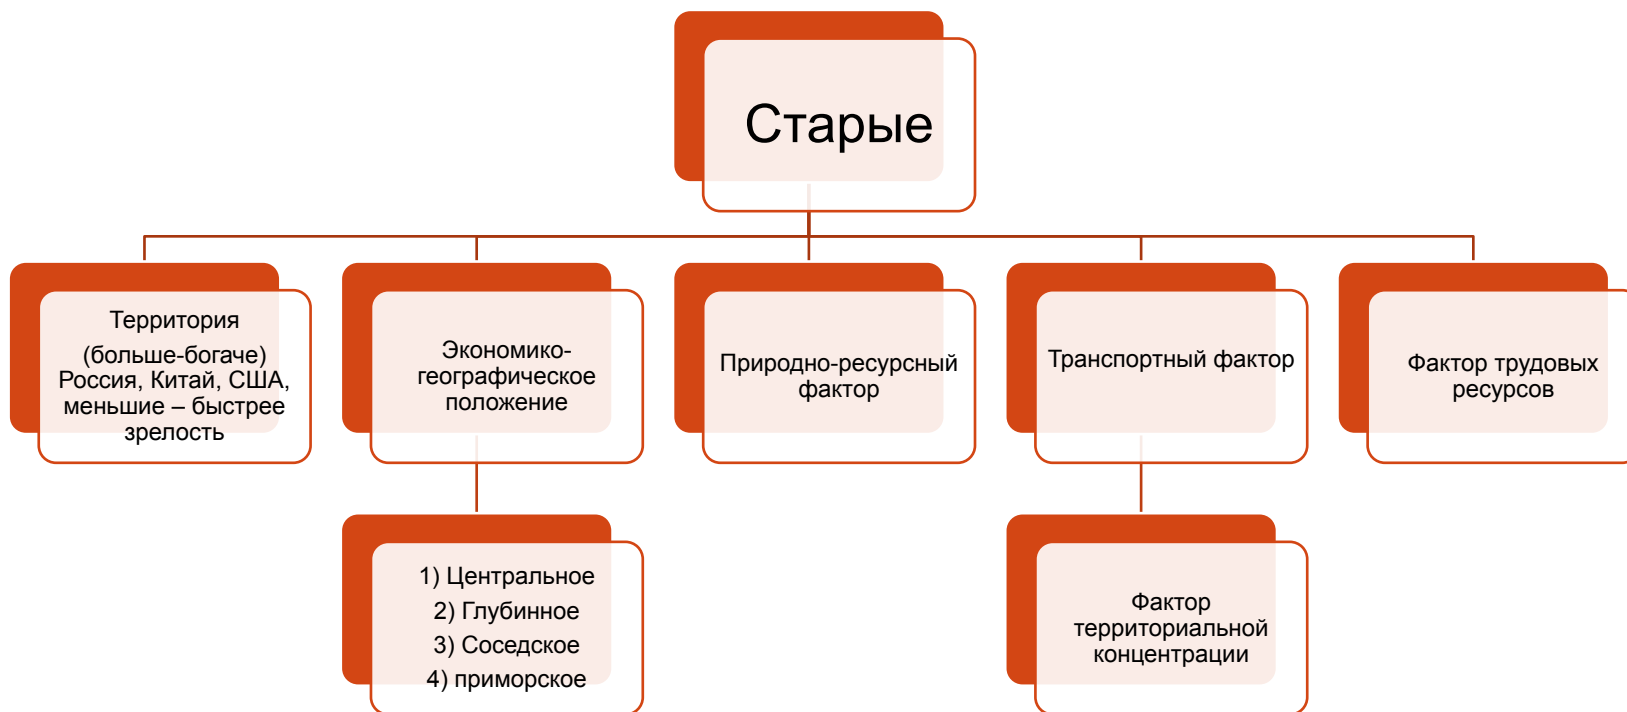 Старые
Территория
(больше-богаче)
Россия, Китай, США,
меньшие – быстрее
зрелость
Экономико-
географическое
положение
Природно-ресурсный
фактор
Транспортный фактор
Фактор трудовых
ресурсов
1) Центральное
2) Глубинное
3) Соседское
4) приморское
Фактор
территориальной
концентрации